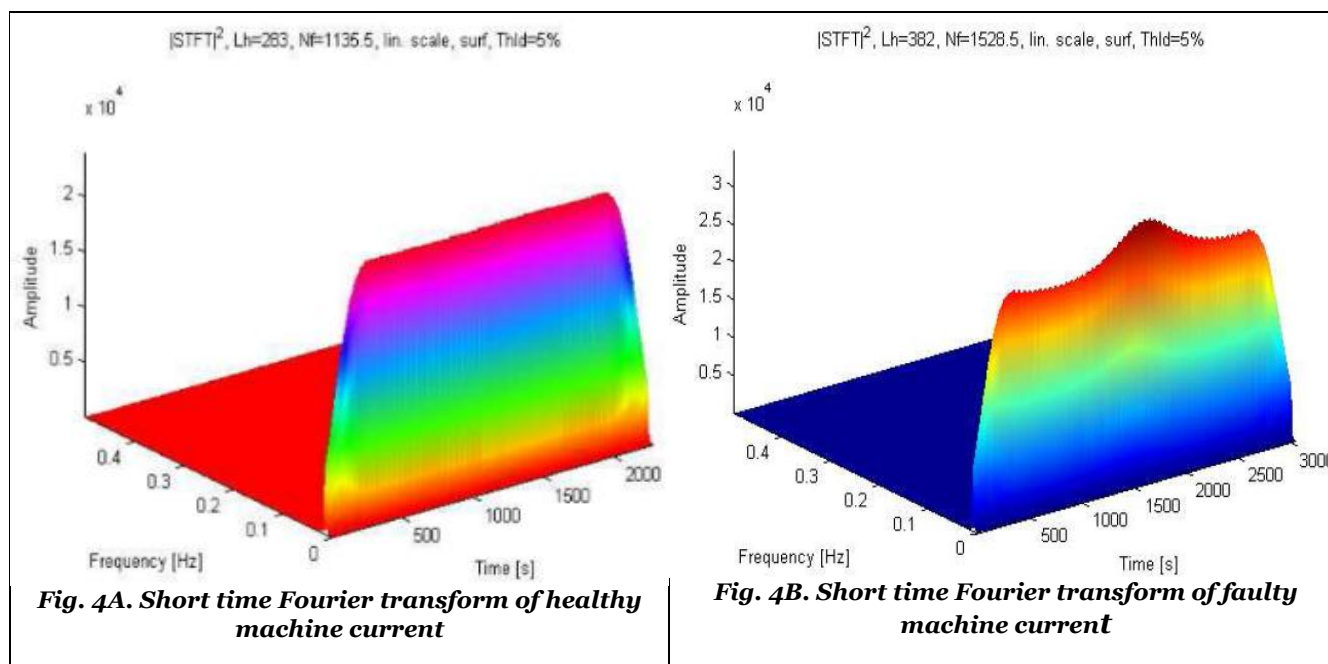 |STFT|², Lh=283, Nf=1135.5, lin. scale, surf, Thld=5%
x 10⁴
2
1.5
1
0.5
Amplitude
0.4
0.3
0.2
0.1
0
Frequency [Hz]
500
1000
1500
2000
Time [s]
Fig. 4A. Short time Fourier transform of healthy
machine current
|STFT|², Lh=382, Nf=1528.5, lin. scale, surf, Thld=5%
x 10⁴
3
2.5
2
1.5
1
0.5
Amplitude
0.4
0.3
0.2
0.1
0
Frequency [Hz]
500
1000
1500
2000
2500
3000
Time [s]
Fig. 4B. Short time Fourier transform of faulty
machine current